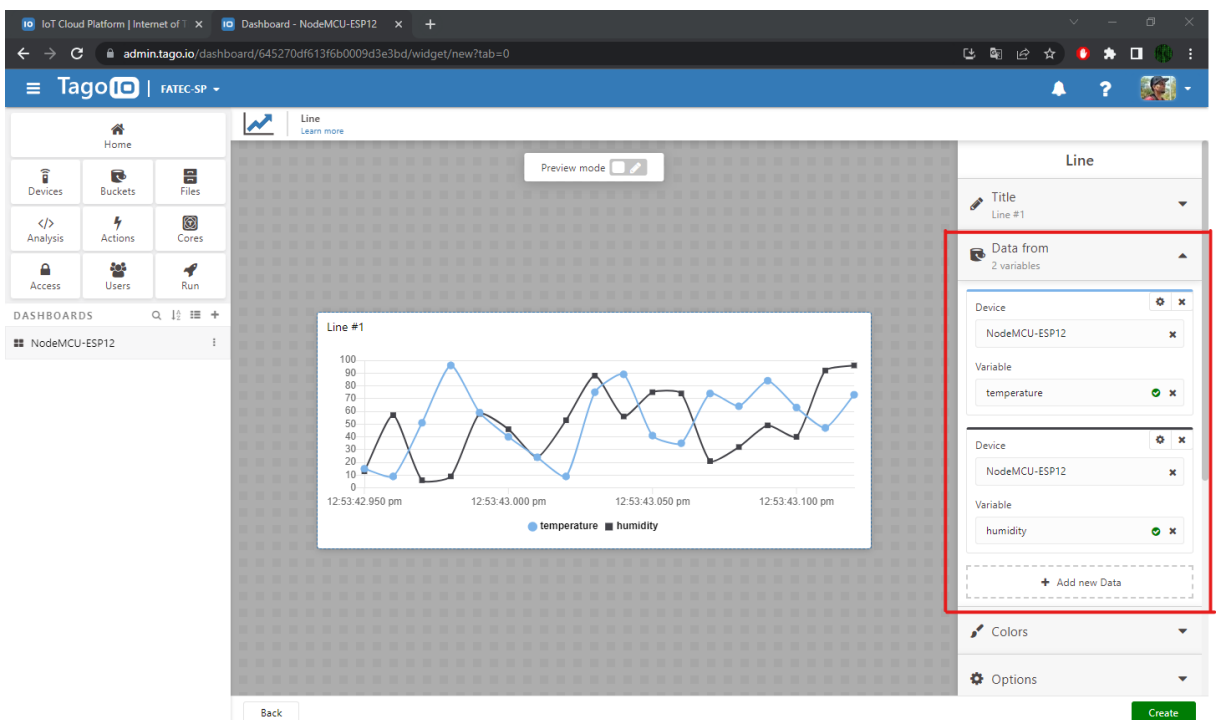 IoT Cloud Platform | Internet of T
Dashboard - NodeMCU-ESP12
admin.tago.io/dashboard/645270df613f6b0009d3e3bd/widget/new?tab=0
Tago IO | FATEC-SP
?
Home
Devices
Buckets
Files
Analysis
Actions
Cores
Access
Users
Run
DASHBOARDS
NodeMCU-ESP12
Line
Learn more
Preview mode
Line #1
100
90
80
70
60
50
40
30
20
10
0
12:53:42.950 pm
12:53:43.000 pm
12:53:43.050 pm
12:53:43.100 pm
temperature humidity
Line
Title
Line #1
Data from
2 variables
Device
NodeMCU-ESP12
Variable
temperature
Device
NodeMCU-ESP12
Variable
humidity
+ Add new Data
Colors
Options
Back
Create